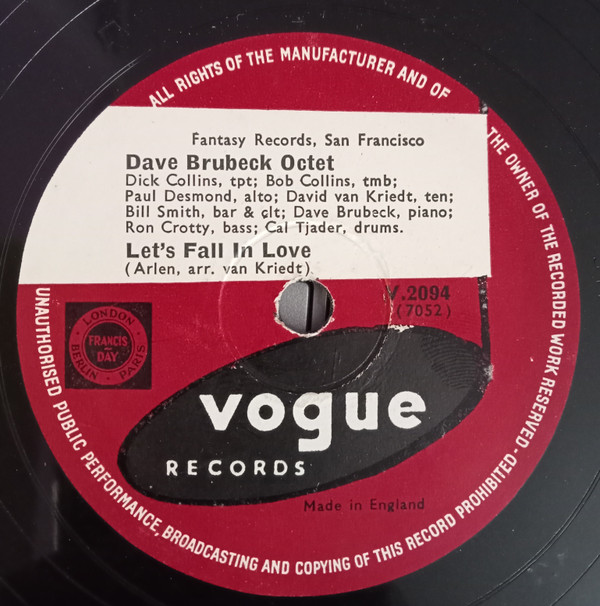 ALL RIGHTS OF THE MANUFACTURER AND OF THE OWNER OF THE RECORDED WORK RESERVED-
UNAUTHORISED PUBLIC PERFORMANCE, BROADCASTING AND COPYING OF THIS RECORD PROHIBITED-
Fantasy Records, San Francisco
Dave Brubeck Octet
Dick Collins, tpt; Bob Collins, tmb;
Paul Desmond, alto; David van Kriedt, ten;
Bill Smith, bar & clt; Dave Brubeck, piano;
Ron Crotty, bass; Cal Tjader, drums.
Let's Fall In Love
(Arlen, arr. van Kriedt)
V.2094
(7052)
LONDON
FRANCIS
DAY
BERLIN PARIS
vogue
RECORDS
Made in England